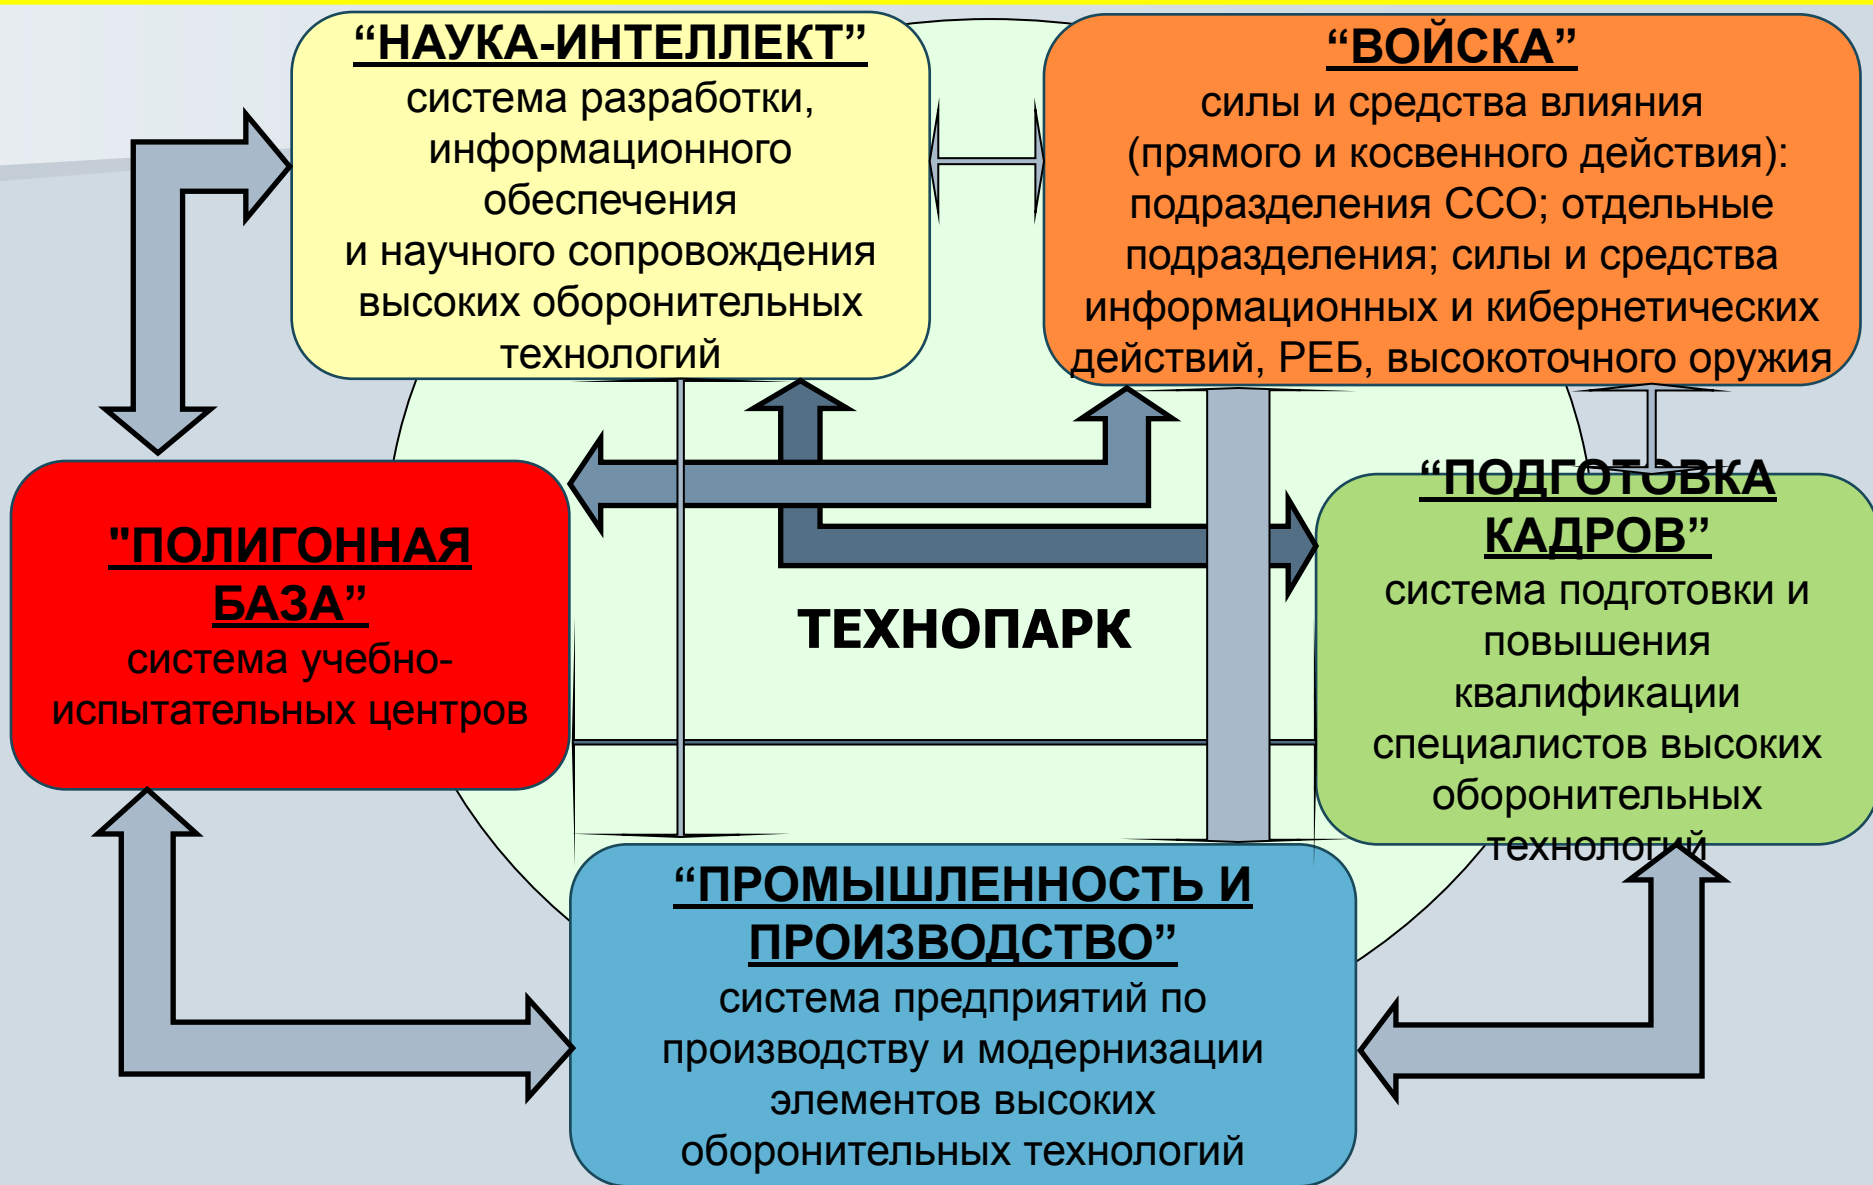 “НАУКА-ИНТЕЛЛЕКТ”
система разработки,
информационного
обеспечения
и научного сопровождения
высоких оборонительных
технологий
“ВОЙСКА”
силы и средства влияния
(прямого и косвенного действия):
подразделения ССО; отдельные
подразделения; силы и средства
информационных и кибернетических
действий, РЕБ, высокоточного оружия
"ПОЛИГОННАЯ
БАЗА”
система учебно-
испытательных центров
ТЕХНОПАРК
“ПОДГОТОВКА
КАДРОВ”
система подготовки и
повышения
квалификации
специалистов высоких
оборонительных
технологий
“ПРОМЫШЛЕННОСТЬ И
ПРОИЗВОДСТВО”
система предприятий по
производству и модернизации
элементов высоких
оборонительных технологий